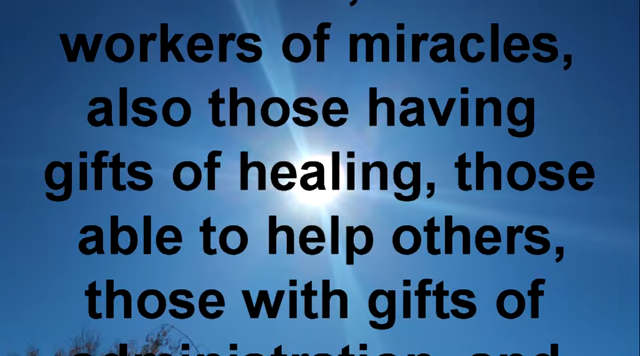 workers of miracles,
also those having
gifts of healing, those
able to help others,
those with gifts of
administration, and